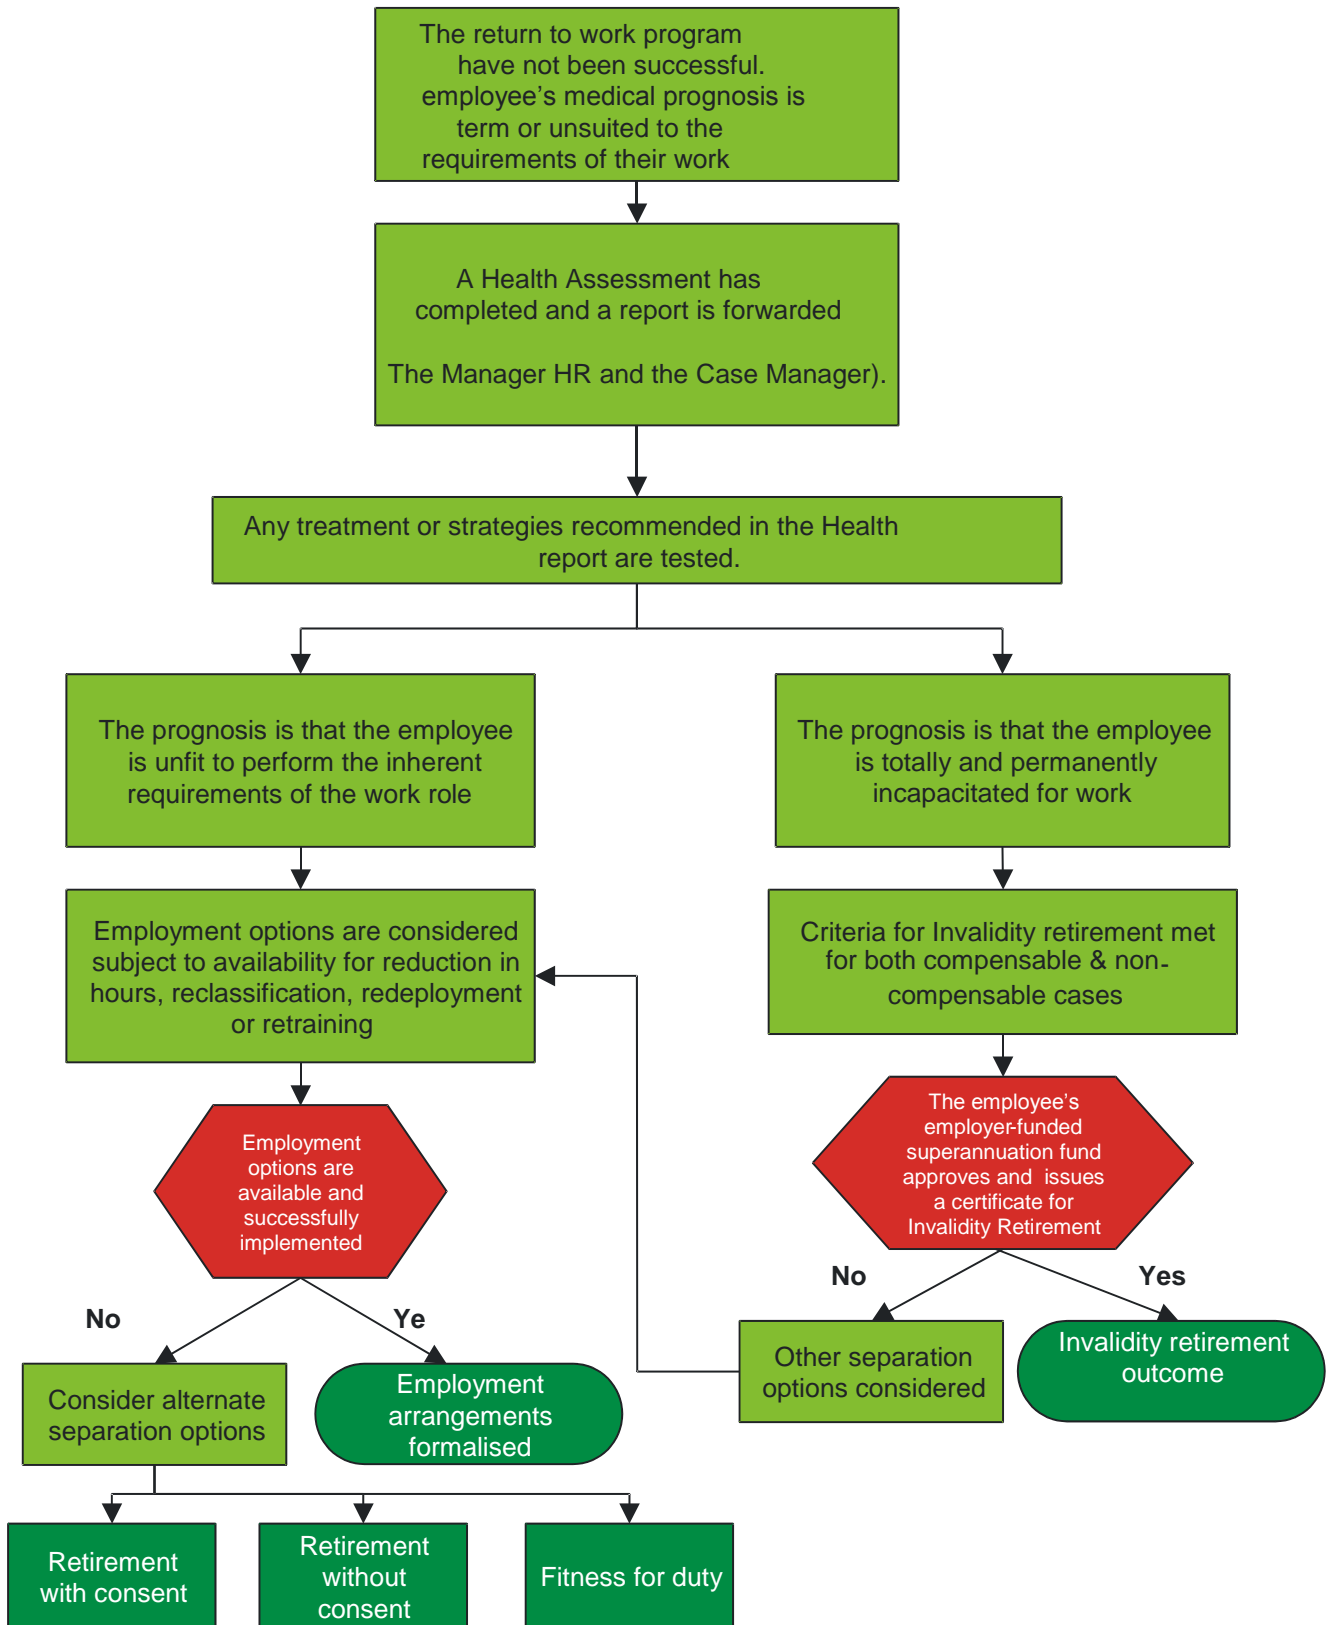 The return to work program
have not been successful.
employee’s medical prognosis is
term or unsuited to the
requirements of their work
A Health Assessment has
completed and a report is forwarded
The Manager HR and the Case Manager).
Any treatment or strategies recommended in the Health
report are tested.
The prognosis is that the employee
is unfit to perform the inherent
requirements of the work role
The prognosis is that the employee
is totally and permanently
incapacitated for work
Employment options are considered
subject to availability for reduction in
hours, reclassification, redeployment
or retraining
Criteria for Invalidity retirement met
for both compensable & non-
compensable cases
Employment
options are
available and
successfully
implemented
The employee’s
employer-funded
superannuation fund
approves and issues
a certificate for
Invalidity Retirement
No
Ye
No
Yes
Consider alternate
separation options
Employment
arrangements
formalised
Other separation
options considered
Invalidity retirement
outcome
Retirement
with consent
Retirement
without
consent
Fitness for duty